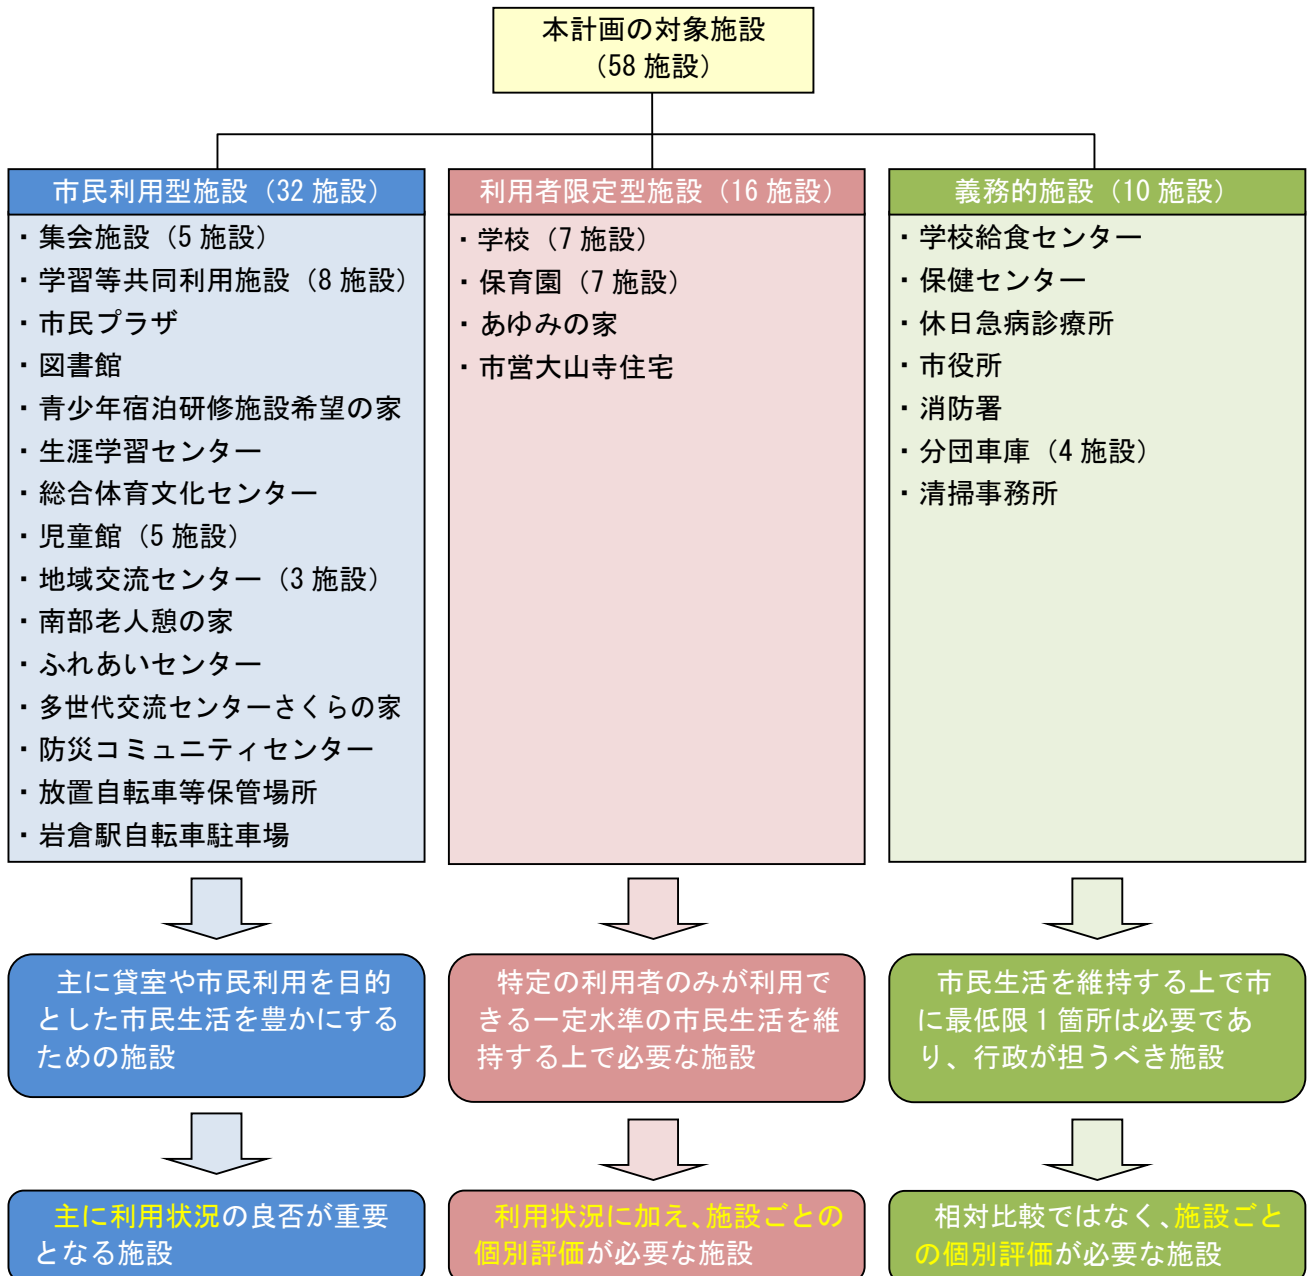 本計画の対象施設
（58 施設）
市民利用型施設（32 施設）
・集会施設（5 施設）
・学習等共同利用施設（8 施設）
・市民プラザ
・図書館
・青少年宿泊研修施設希望の家
・生涯学習センター
・総合体育文化センター
・児童館（5 施設）
・地域交流センター（3 施設）
・南部老人憩の家
・ふれあいセンター
・多世代交流センターさくらの家
・防災コミュニティセンター
・放置自転車等保管場所
・岩倉駅自転車駐車場
主に貸室や市民利用を目的
とした市民生活を豊かにする
ための施設
主に利用状況の良否が重要
となる施設
利用者限定型施設（16 施設）
・学校（7 施設）
・保育園（7 施設）
・あゆみの家
・市営大山寺住宅
特定の利用者のみが利用で
きる一定水準の市民生活を維
持する上で必要な施設
利用状況に加え、施設ごとの
個別評価が必要な施設
義務的施設（10 施設）
・学校給食センター
・保健センター
・休日急病診療所
・市役所
・消防署
・分団車庫（4 施設）
・清掃事務所
市民生活を維持する上で市
に最低限 1 箇所は必要であ
り、行政が担うべき施設
相対比較ではなく、施設ごと
の個別評価が必要な施設